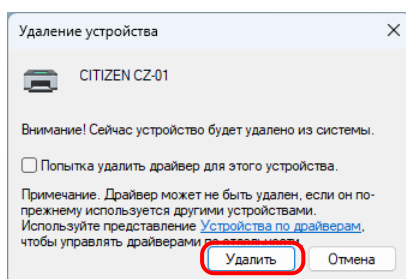 Удаление устройства
CITIZEN CZ-01
Внимание! Сейчас устройство будет удалено из системы.
Попытка удалить драйвер для этого устройства.
Примечание. Драйвер может не быть удален, если он по-
прежнему используется другими устройствами.
Используйте представление Устройства по драйверам,
чтобы управлять драйверами по отдельности.
Удалить Отмена